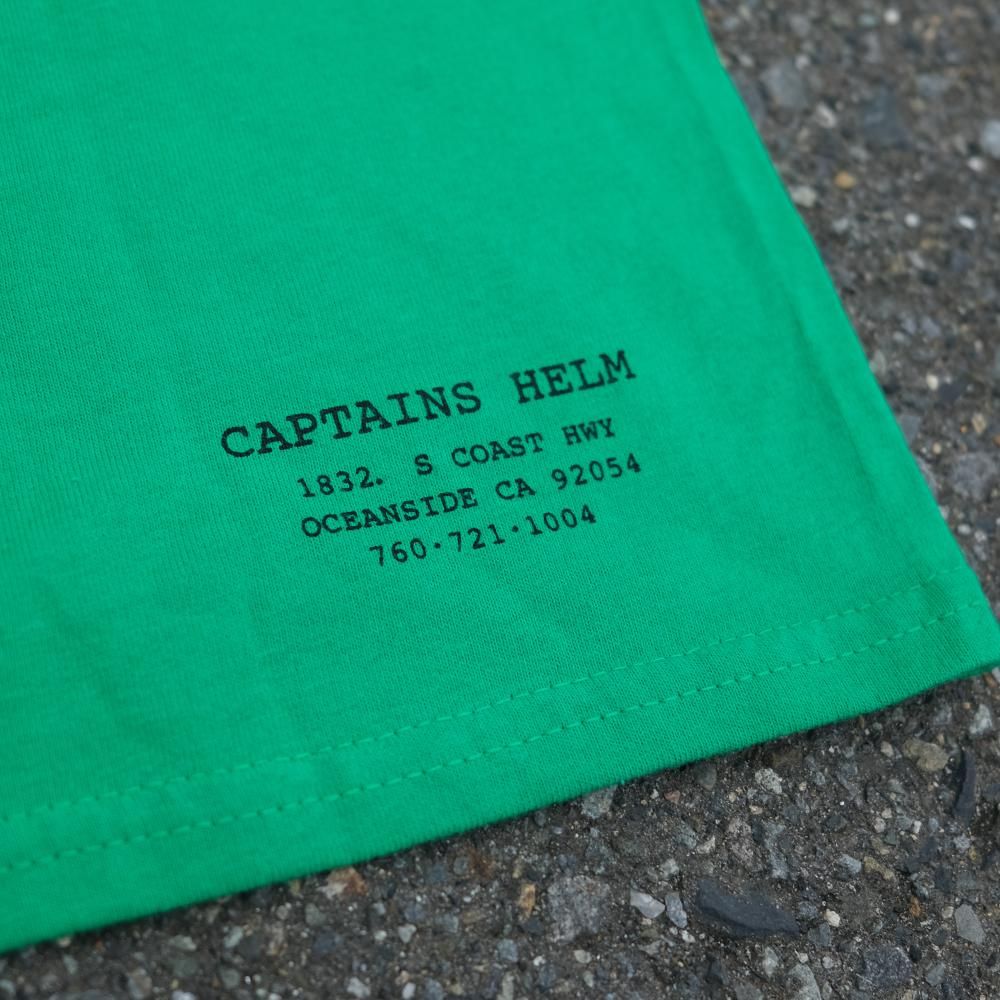 CAPTAINS HELM
1832. S COAST HWY
OCEANSIDE CA 92054
760·721·1004